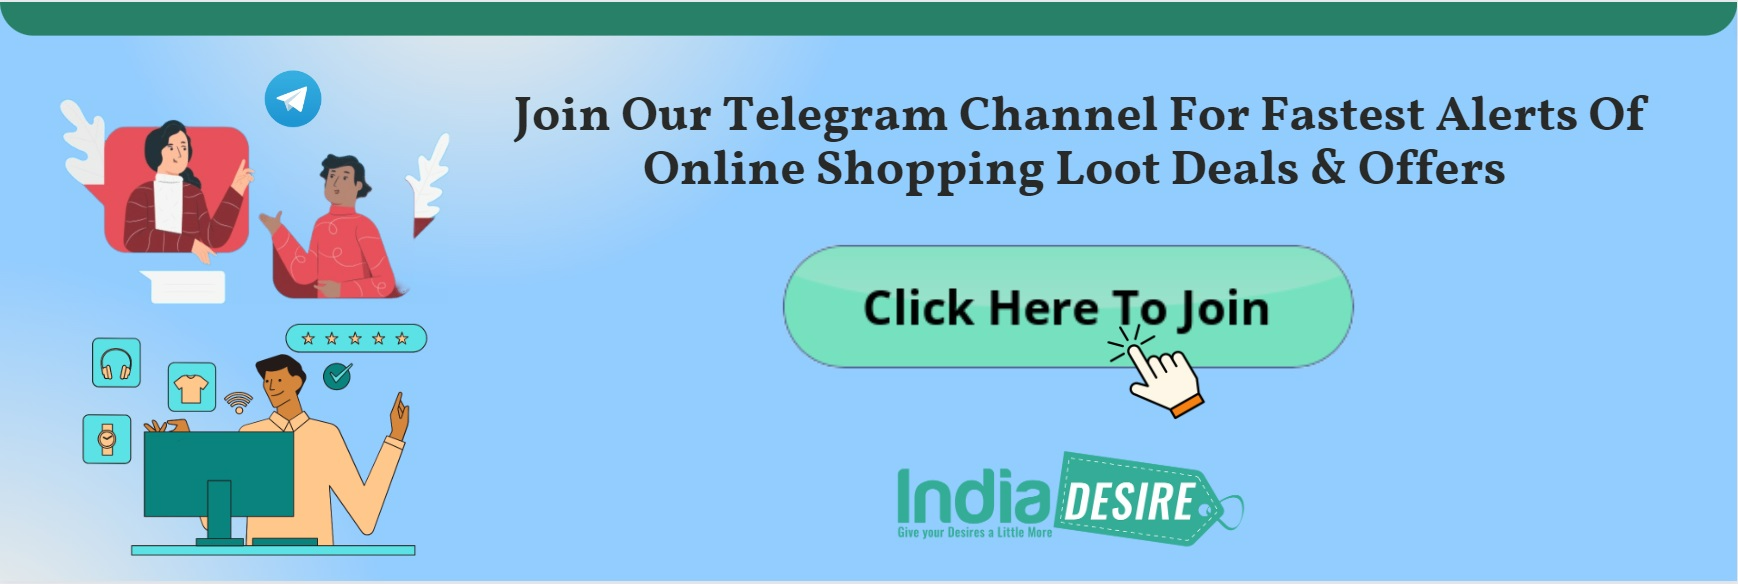 Join Our Telegram Channel For Fastest Alerts Of
Online Shopping Loot Deals & Offers
Click Here To Join
India DESIRE
Give your Desires a Little More